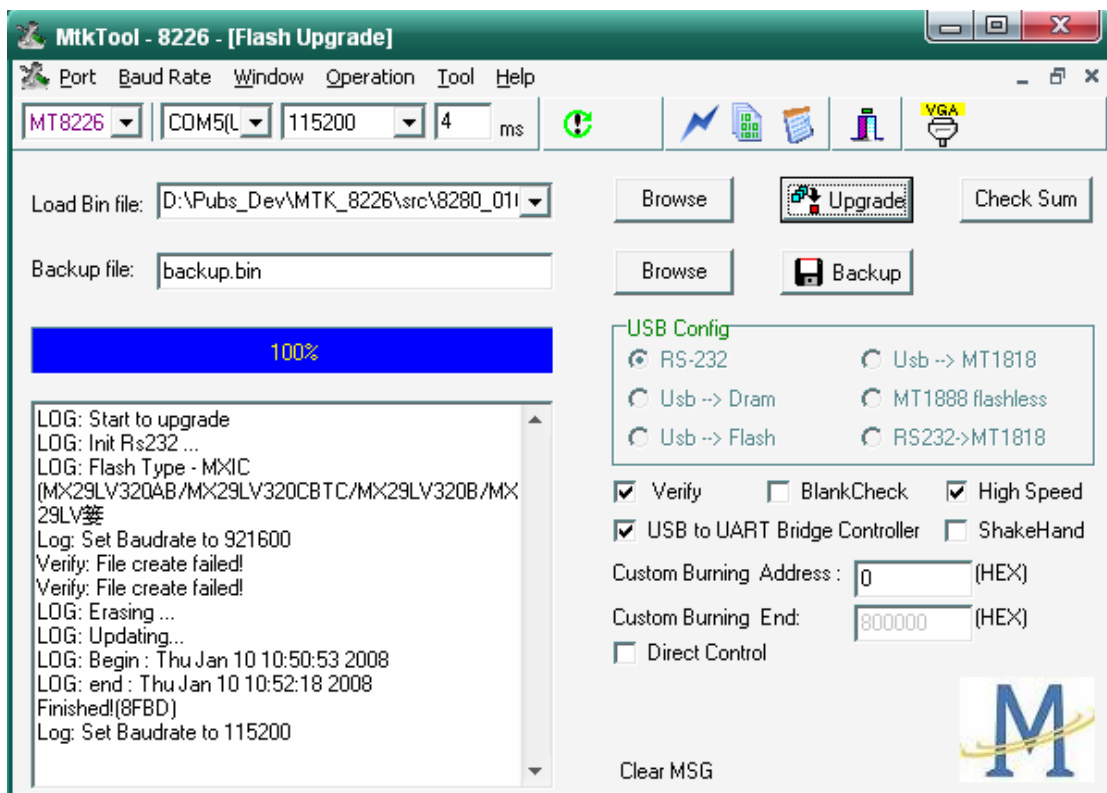 MtkTool - 8226 - [Flash Upgrade]
Port Baud Rate Window Operation Tool Help
MT8226 COM5(L 115200 4 ms VGA
Load Bin file: D:\Pubs_Dev\MTK_8226\src\8280_01 Browse Upgrade Check Sum
Backup file: backup.bin Browse Backup
100%
USB Config
RS-232 Usb --> MT1818
Usb --> Dram MT1888 flashless
Usb --> Flash RS232->MT1818
LOG: Start to upgrade
LOG: Init Rs232 ...
LOG: Flash Type - MXIC
(MX29LV320AB/MX29LV320CBTC/MX29LV320B/MX
29LV篓
Log: Set Baudrate to 921600
Verify: File create failed!
Verify: File create failed!
LOG: Erasing ...
LOG: Updating...
LOG: Begin : Thu Jan 10 10:50:53 2008
LOG: end : Thu Jan 10 10:52:18 2008
Finished!(8FBD)
Log: Set Baudrate to 115200
Verify BlankCheck High Speed
USB to UART Bridge Controller ShakeHand
Custom Burning Address : 0 (HEX)
Custom Burning End: 800000 (HEX)
Direct Control
M
Clear MSG